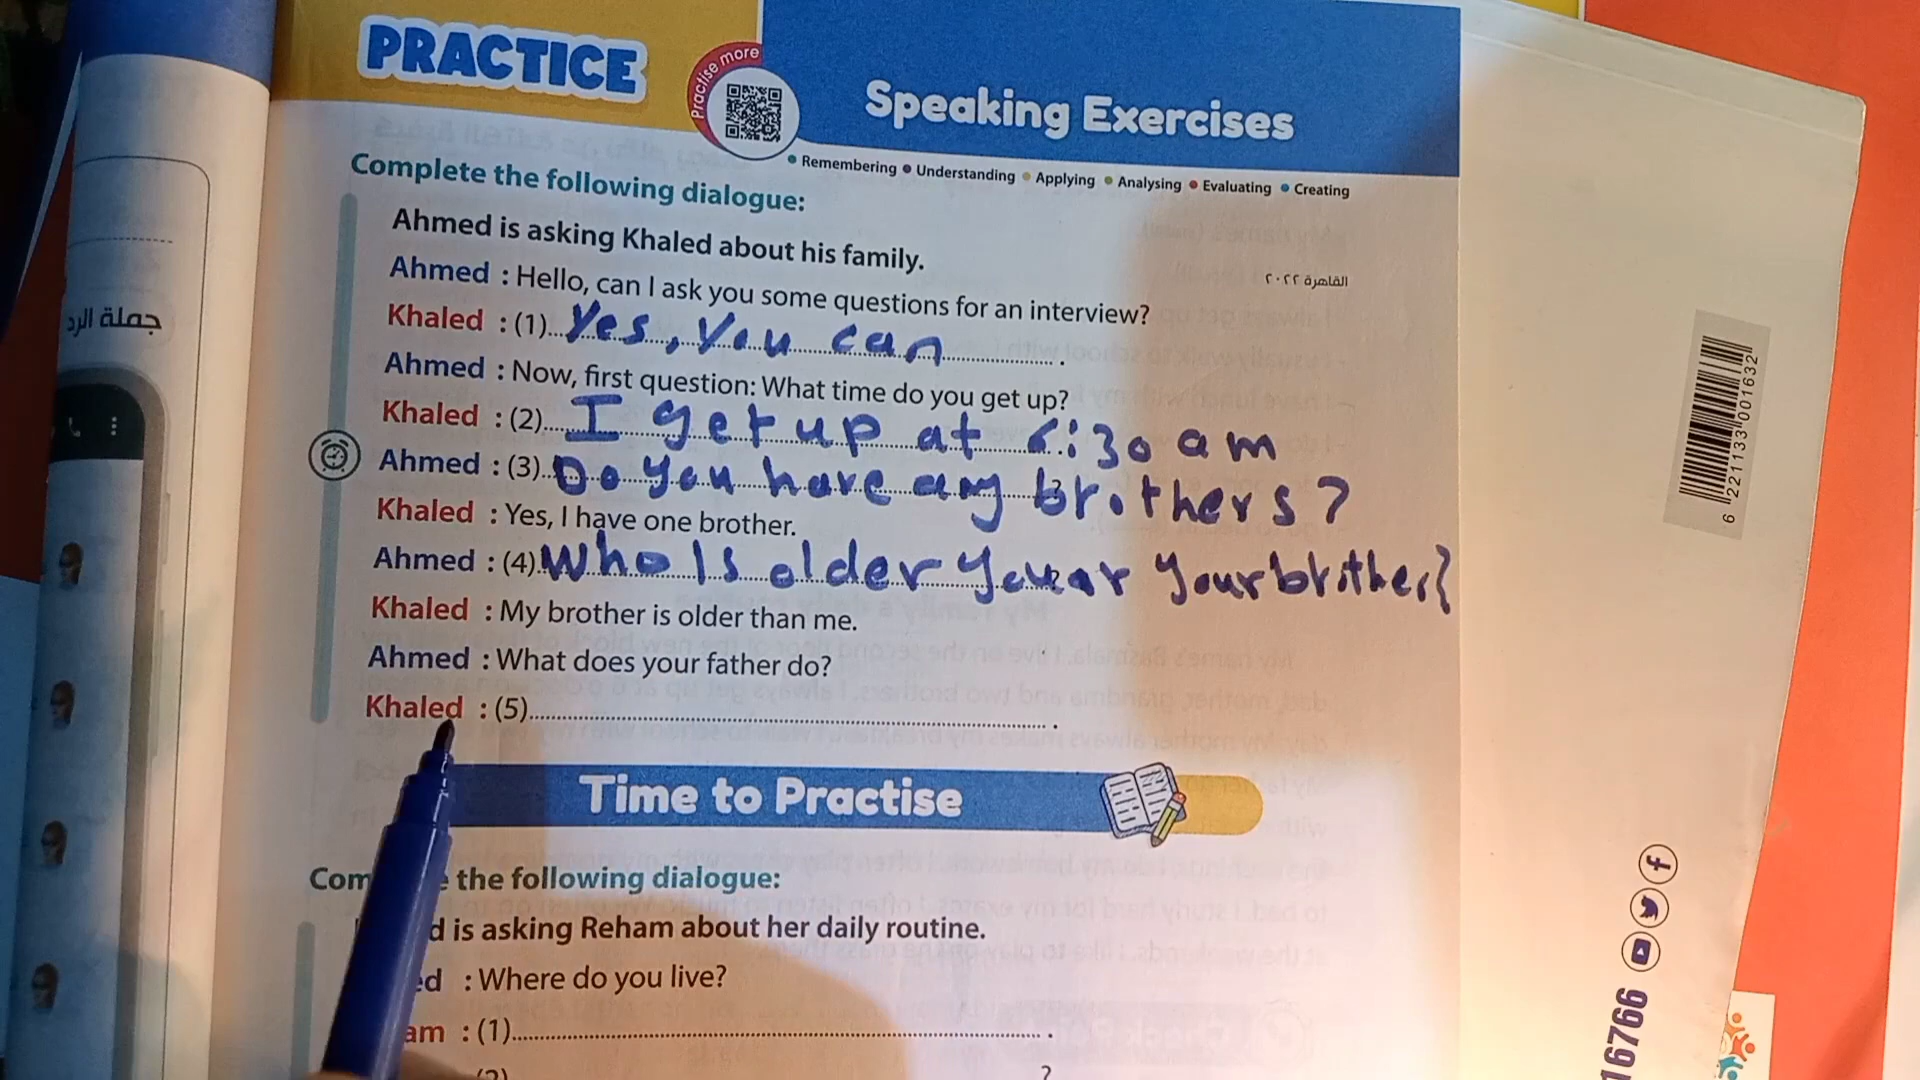 PRACTICE
Practise more
Speaking Exercises
Remembering Understanding Applying Analysing Evaluating Creating
Complete the following dialogue:
Ahmed is asking Khaled about his family.
القاهرة ٢٠٢٢
Ahmed : Hello, can I ask you some questions for an interview?
Khaled : (1) Yes, you can .
Ahmed : Now, first question: What time do you get up?
Khaled : (2) I get up at 6:30 am
Ahmed : (3) Do you have any brothers?
Khaled : Yes, I have one brother.
Ahmed : (4) Who Is older you or your brother?
Khaled : My brother is older than me.
Ahmed : What does your father do?
Khaled : (5) .
Time to Practise
the following dialogue:
is asking Reham about her daily routine.
: Where do you live?
am : (1) .
?
جملة الرد
6 221133 001632
16766